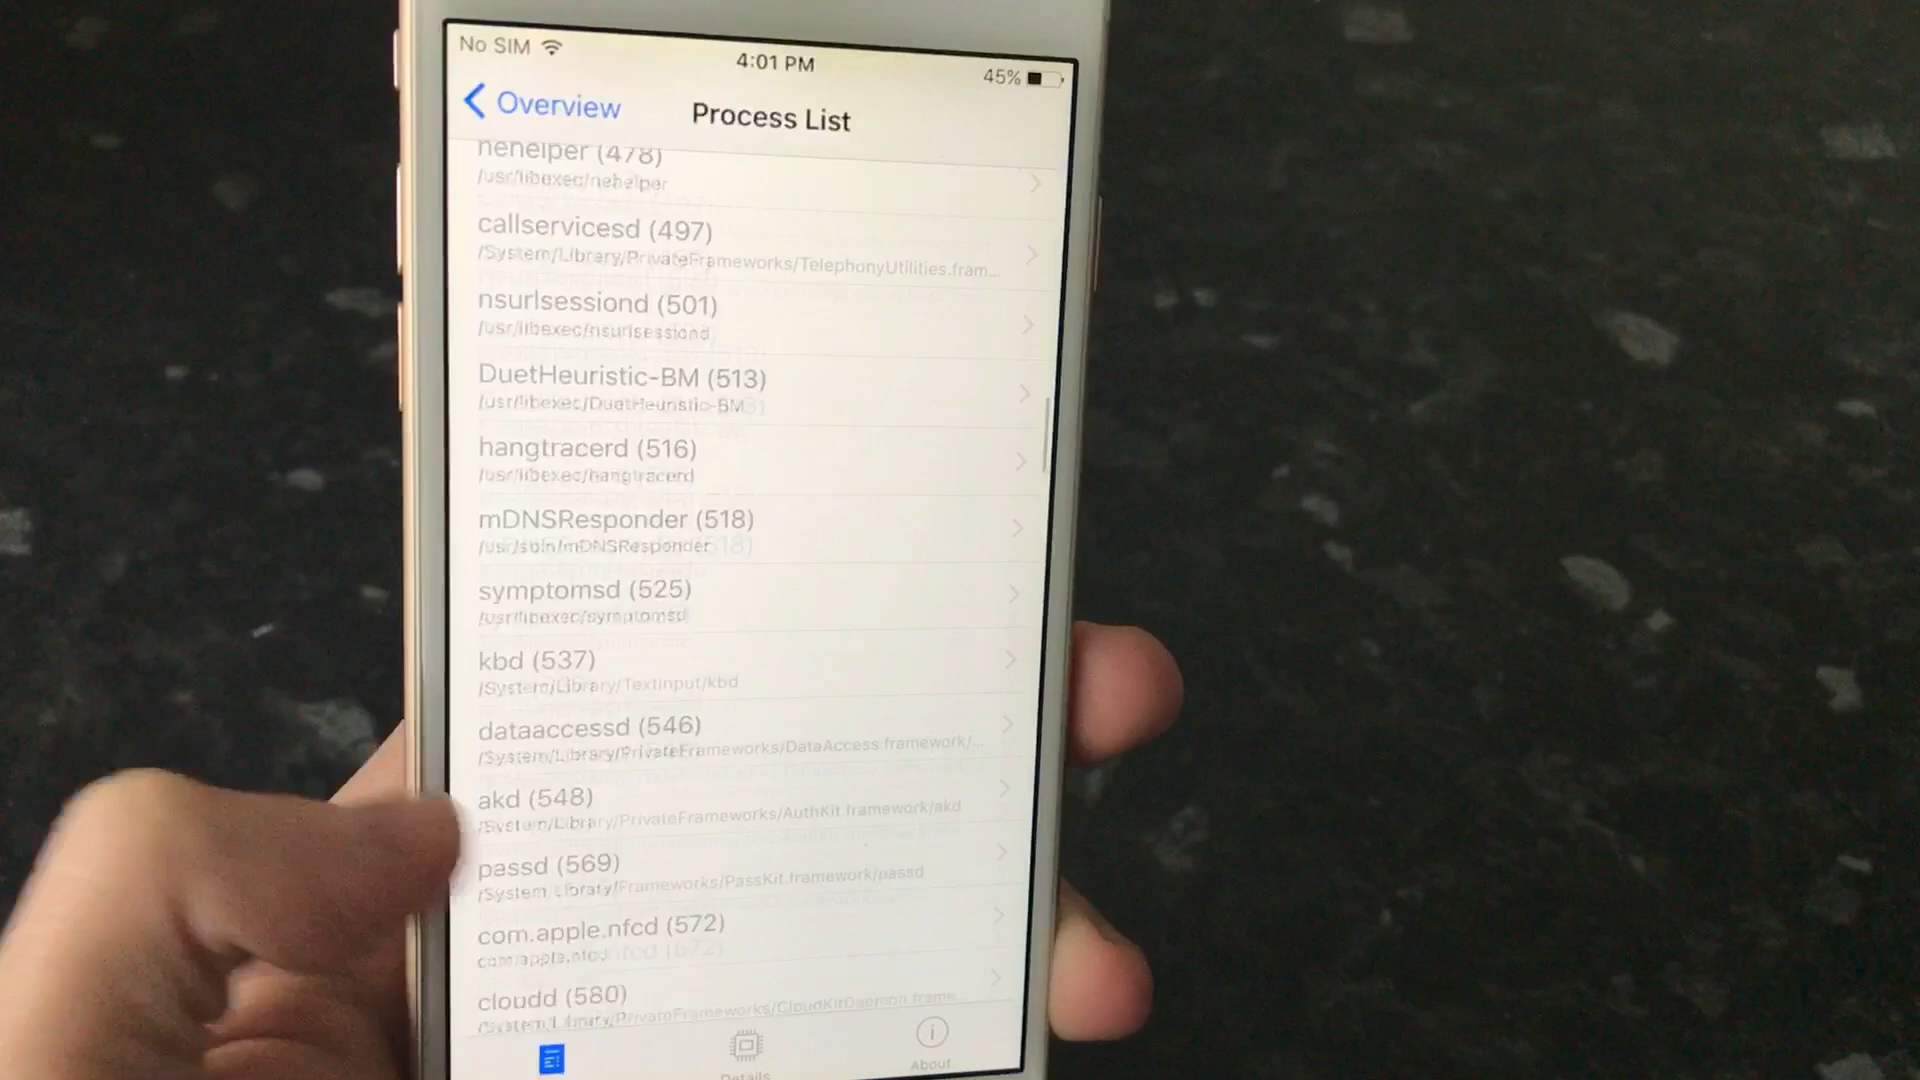 No SIM
4:01 PM
45%
Overview
Process List
nehelper (478)
/usr/libexec/nehelper
callservicesd (497)
/System/Library/PrivateFrameworks/TelephonyUtilities.fram...
nsurlsessiond (501)
/usr/libexec/nsurlsessiond
DuetHeuristic-BM (513)
/usr/libexec/DuetHeuristic-BM
hangtracerd (516)
/usr/libexec/hangtracerd
mDNSResponder (518)
/usr/sbin/mDNSResponder
symptomsd (525)
/usr/libexec/symptomsd
kbd (537)
/System/Library/TextInput/kbd
dataaccessd (546)
/System/Library/PrivateFrameworks/DataAccess.framework/...
akd (548)
/System/Library/PrivateFrameworks/AuthKit.framework/akd
passd (569)
/System/Library/Frameworks/PassKit.framework/passd
com.apple.nfcd (572)
com.apple.nfcd
cloudd (580)
/System/Library/PrivateFrameworks/CloudKitDaemon.frame...
Details
About